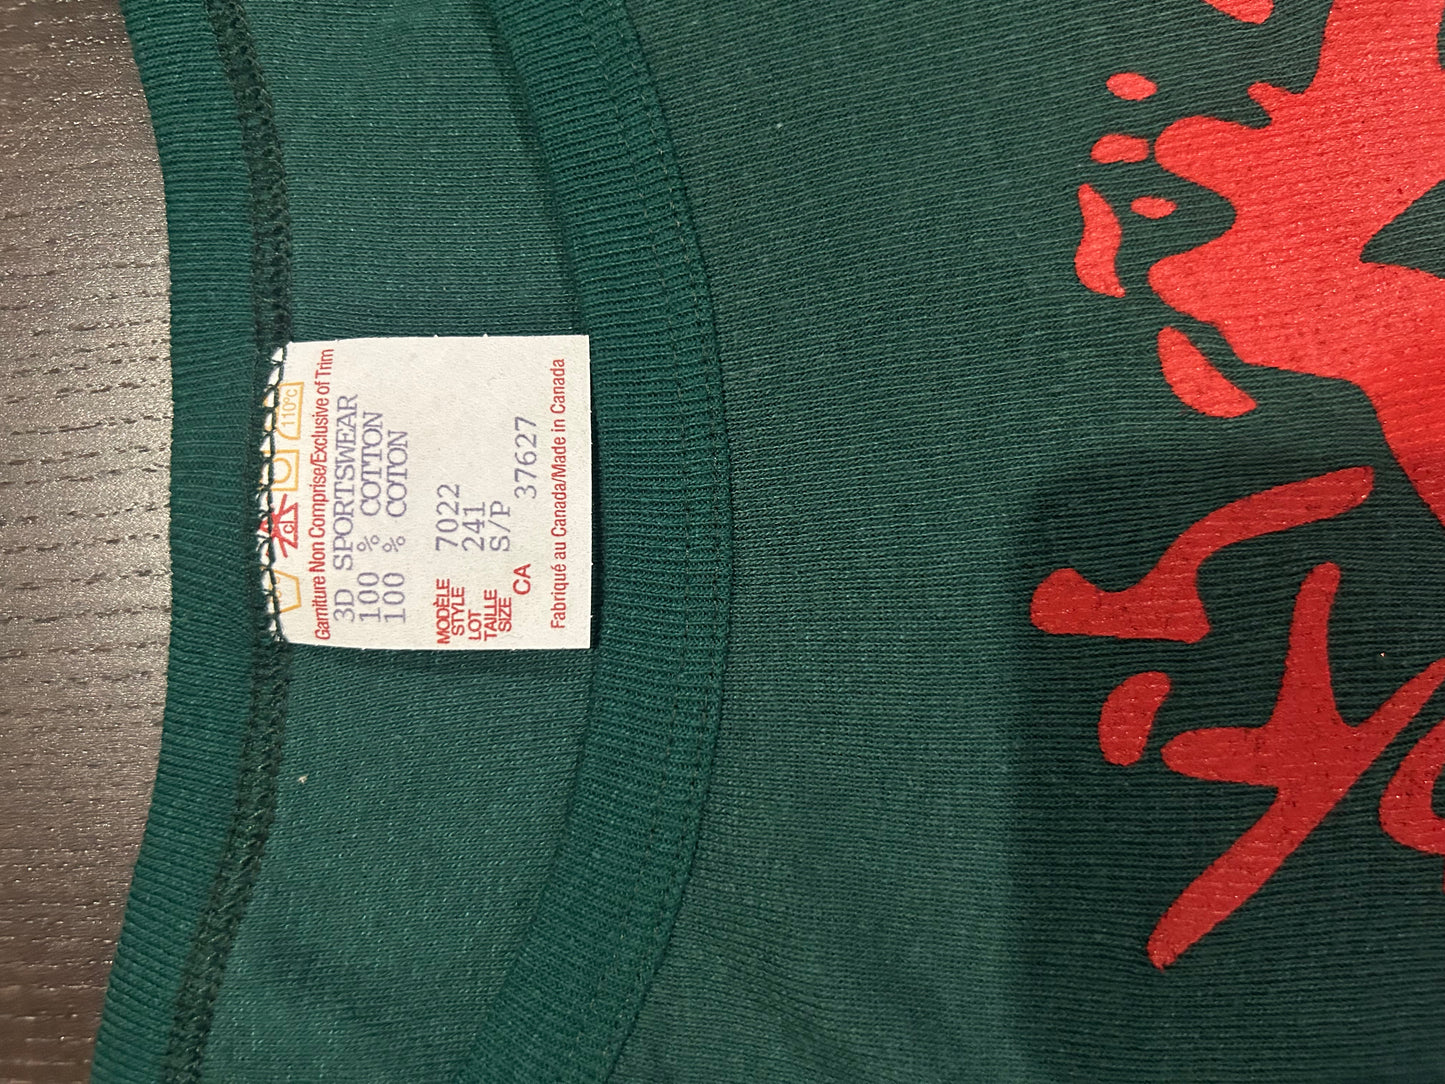 cl 110°C
Garniture Non Comprise/Exclusive of Trim
3D SPORTSWEAR
100 % COTTON
100 % COTON
MODÈLE
STYLE 7022
LOT 241
TAILLE
SIZE S/P
CA 37627
Fabriqué au Canada/Made in Canada